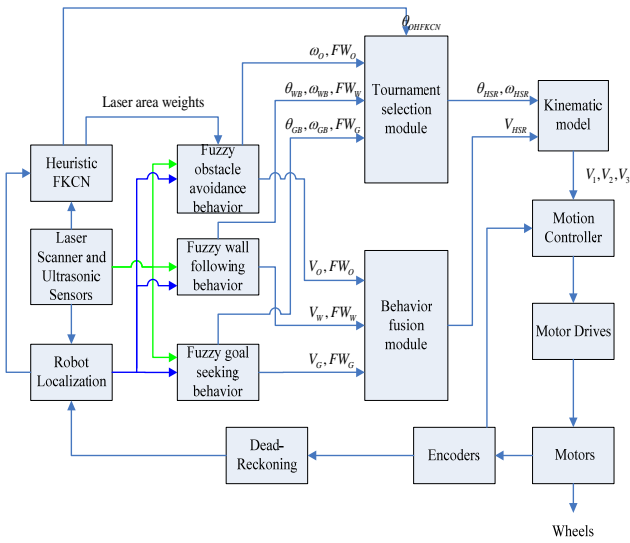 θ_OHFKCN
ω_O, FW_O
θ_WB, ω_WB, FW_W
θ_GB, ω_GB, FW_G
Tournament
selection
module
θ_HSR, ω_HSR
V_HSR
Kinematic
model
Laser area weights
Heuristic
FKCN
Fuzzy
obstacle
avoidance
behavior
V_1, V_2, V_3
Laser
Scanner and
Ultrasonic
Sensors
Fuzzy wall
following
behavior
Motion
Controller
V_O, FW_O
V_W, FW_W
V_G, FW_G
Behavior
fusion
module
Motor Drives
Robot
Localization
Fuzzy goal
seeking
behavior
Dead-
Reckoning
Encoders
Motors
Wheels